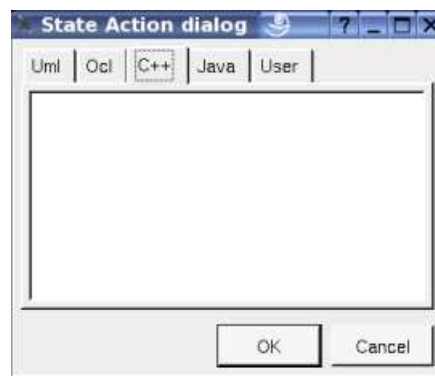 State Action dialog ? _ X
Uml Ocl C++ Java User
OK Cancel